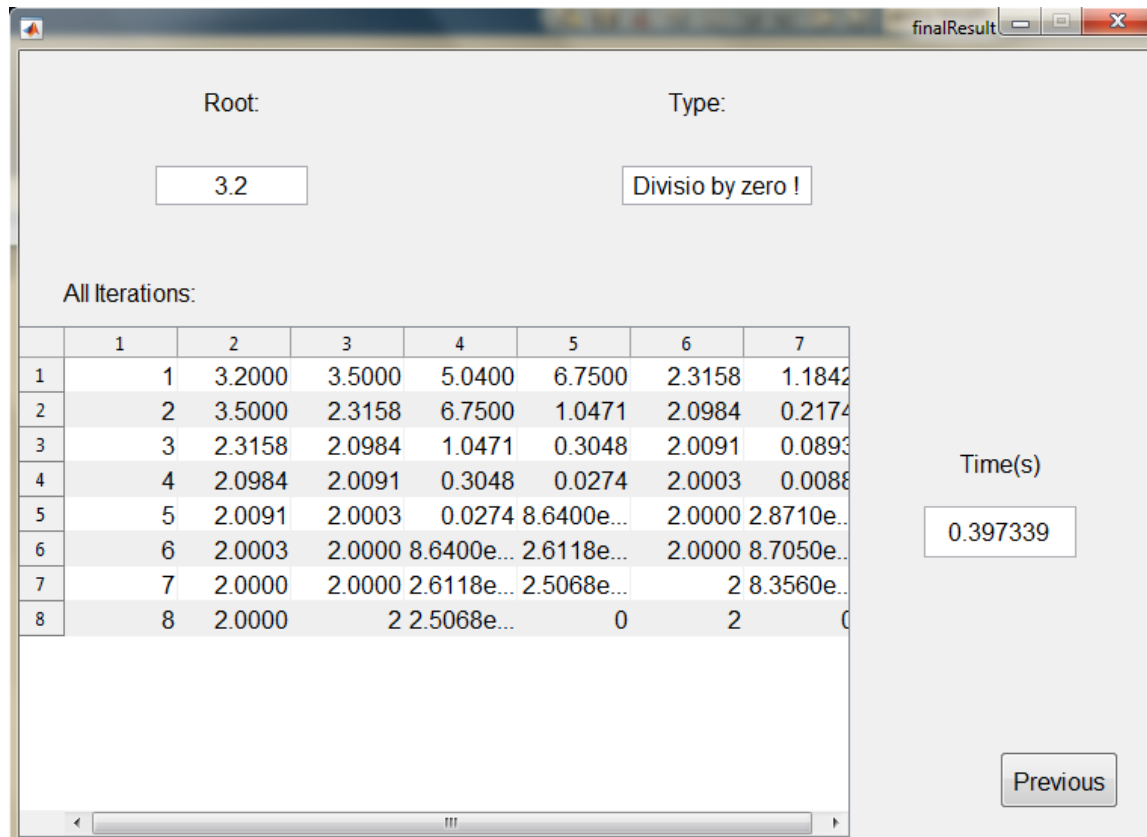 finalResult
Root: Type:
3.2 Divisio by zero !
All Iterations:
1 2 3 4 5 6 7
1 1 3.2000 3.5000 5.0400 6.7500 2.3158 1.1842
2 2 3.5000 2.3158 6.7500 1.0471 2.0984 0.2174
3 3 2.3158 2.0984 1.0471 0.3048 2.0091 0.0893
4 4 2.0984 2.0091 0.3048 0.0274 2.0003 0.0088
5 5 2.0091 2.0003 0.0274 8.6400e... 2.0000 2.8710e...
6 6 2.0003 2.0000 8.6400e... 2.6118e... 2.0000 8.7050e...
7 7 2.0000 2.0000 2.6118e... 2.5068e... 2 8.3560e...
8 8 2.0000 2 2.5068e... 0 2 0
Time(s)
0.397339
Previous